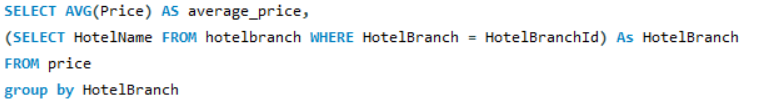 SELECT AVG(Price) AS average_price,
(SELECT HotelName FROM hotelbranch WHERE HotelBranch = HotelBranchId) As HotelBranch
FROM price
group by HotelBranch